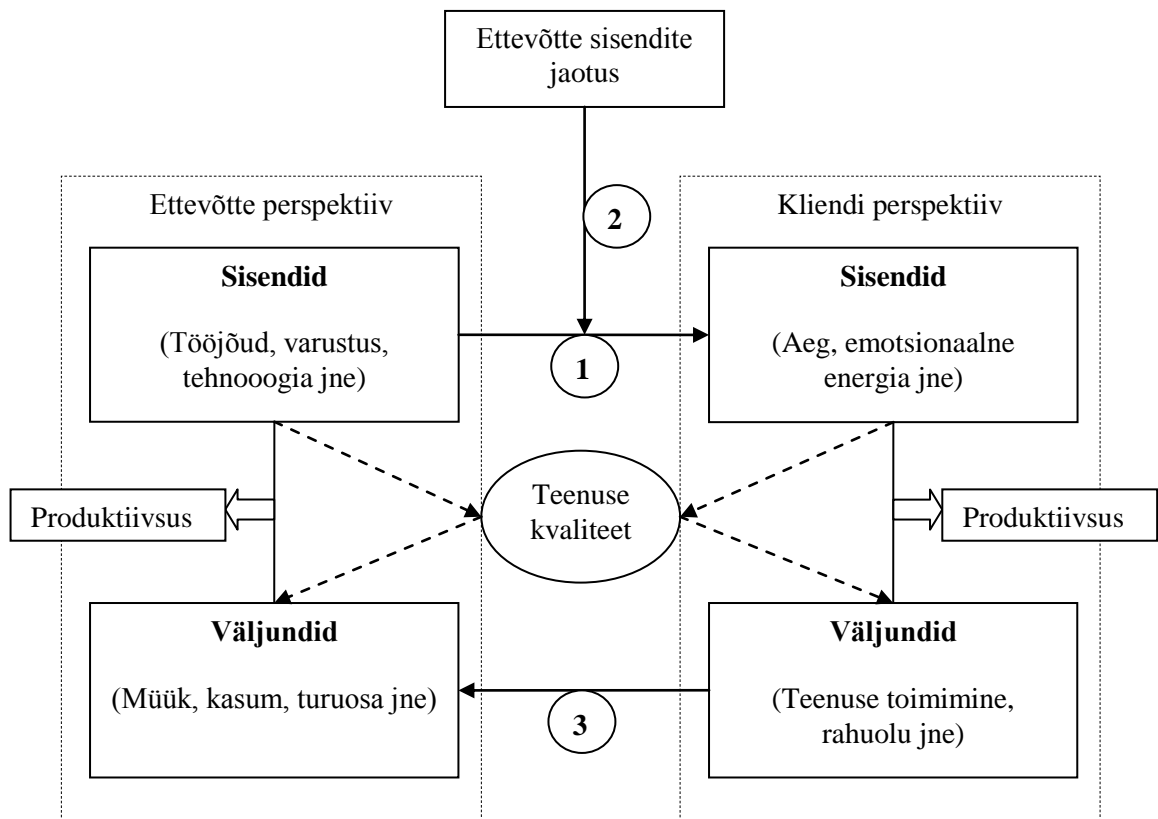 Ettevõtte sisendite
jaotus
Ettevõtte perspektiiv
Kliendi perspektiiv
2
Sisendid
(Tööjõud, varustus,
tehnooogia jne)
1
Sisendid
(Aeg, emotsionaalne
energia jne)
Produktiivsus
Teenuse
kvaliteet
Produktiivsus
Väljundid
(Müük, kasum, turuosa jne)
3
Väljundid
(Teenuse toimimine,
rahuolu jne)